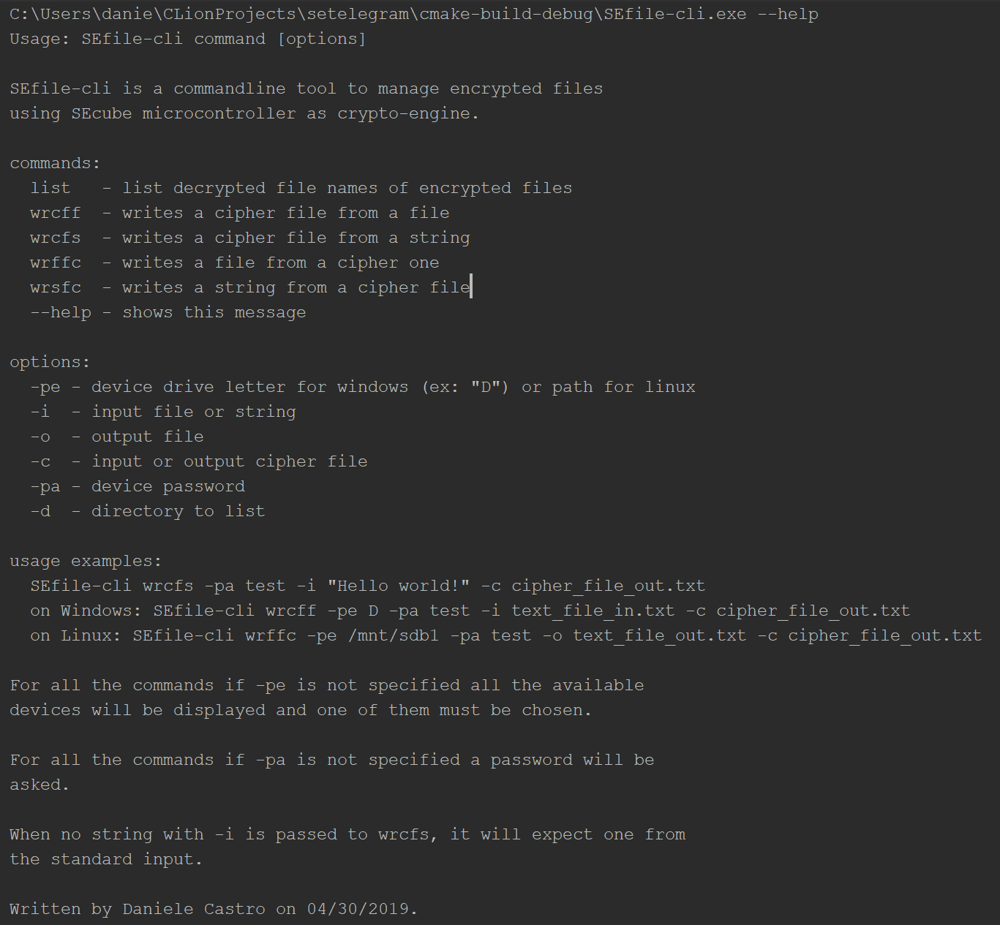 C:\Users\danie\CLionProjects\setelegram\cmake-build-debug\SEfile-cli.exe --help
Usage: SEfile-cli command [options]

SEfile-cli is a commandline tool to manage encrypted files
using SEcube microcontroller as crypto-engine.

commands:
  list   - list decrypted file names of encrypted files
  wrcff  - writes a cipher file from a file
  wrcfs  - writes a cipher file from a string
  wrffc  - writes a file from a cipher one
  wrsfc  - writes a string from a cipher file
  --help - shows this message

options:
  -pe - device drive letter for windows (ex: "D") or path for linux
  -i  - input file or string
  -o  - output file
  -c  - input or output cipher file
  -pa - device password
  -d  - directory to list

usage examples:
  SEfile-cli wrcfs -pa test -i "Hello world!" -c cipher_file_out.txt
  on Windows: SEfile-cli wrcff -pe D -pa test -i text_file_in.txt -c cipher_file_out.txt
  on Linux: SEfile-cli wrffc -pe /mnt/sdb1 -pa test -o text_file_out.txt -c cipher_file_out.txt

For all the commands if -pe is not specified all the available
devices will be displayed and one of them must be chosen.

For all the commands if -pa is not specified a password will be
asked.

When no string with -i is passed to wrcfs, it will expect one from
the standard input.

Written by Daniele Castro on 04/30/2019.